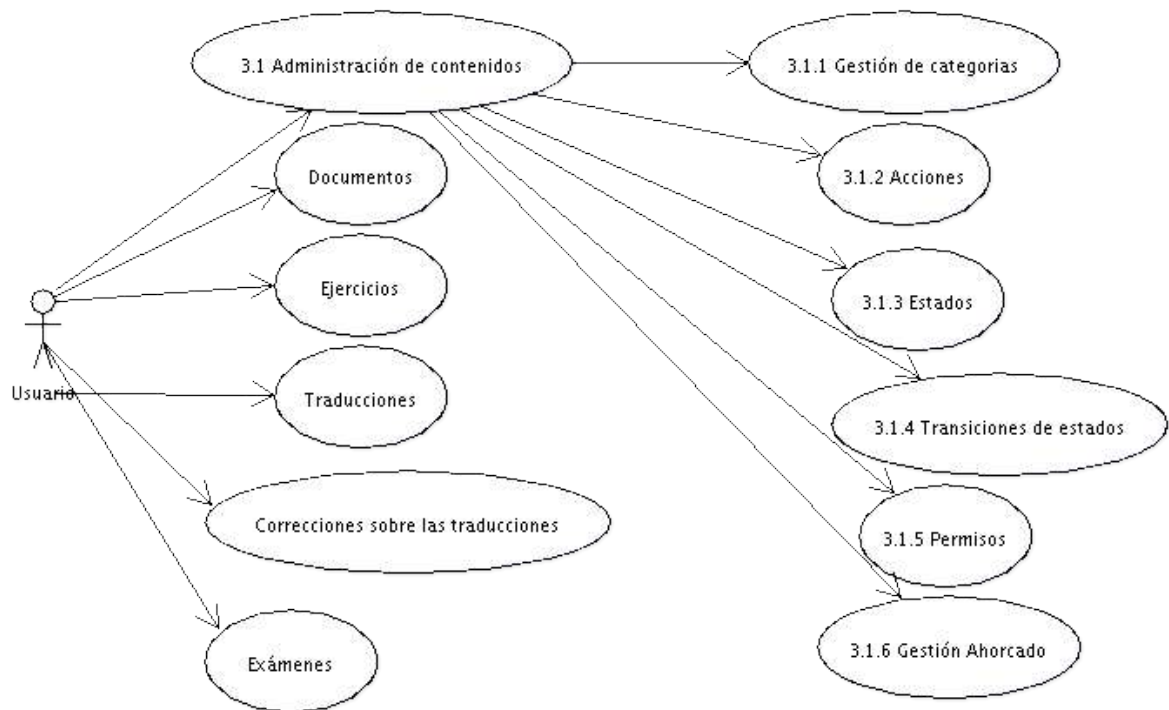 3.1 Administración de contenidos
3.1.1 Gestión de categorias
Documentos
3.1.2 Acciones
Ejercicios
3.1.3 Estados
Usuario
Traducciones
3.1.4 Transiciones de estados
Correcciones sobre las traducciones
3.1.5 Permisos
Exámenes
3.1.6 Gestión Ahorcado